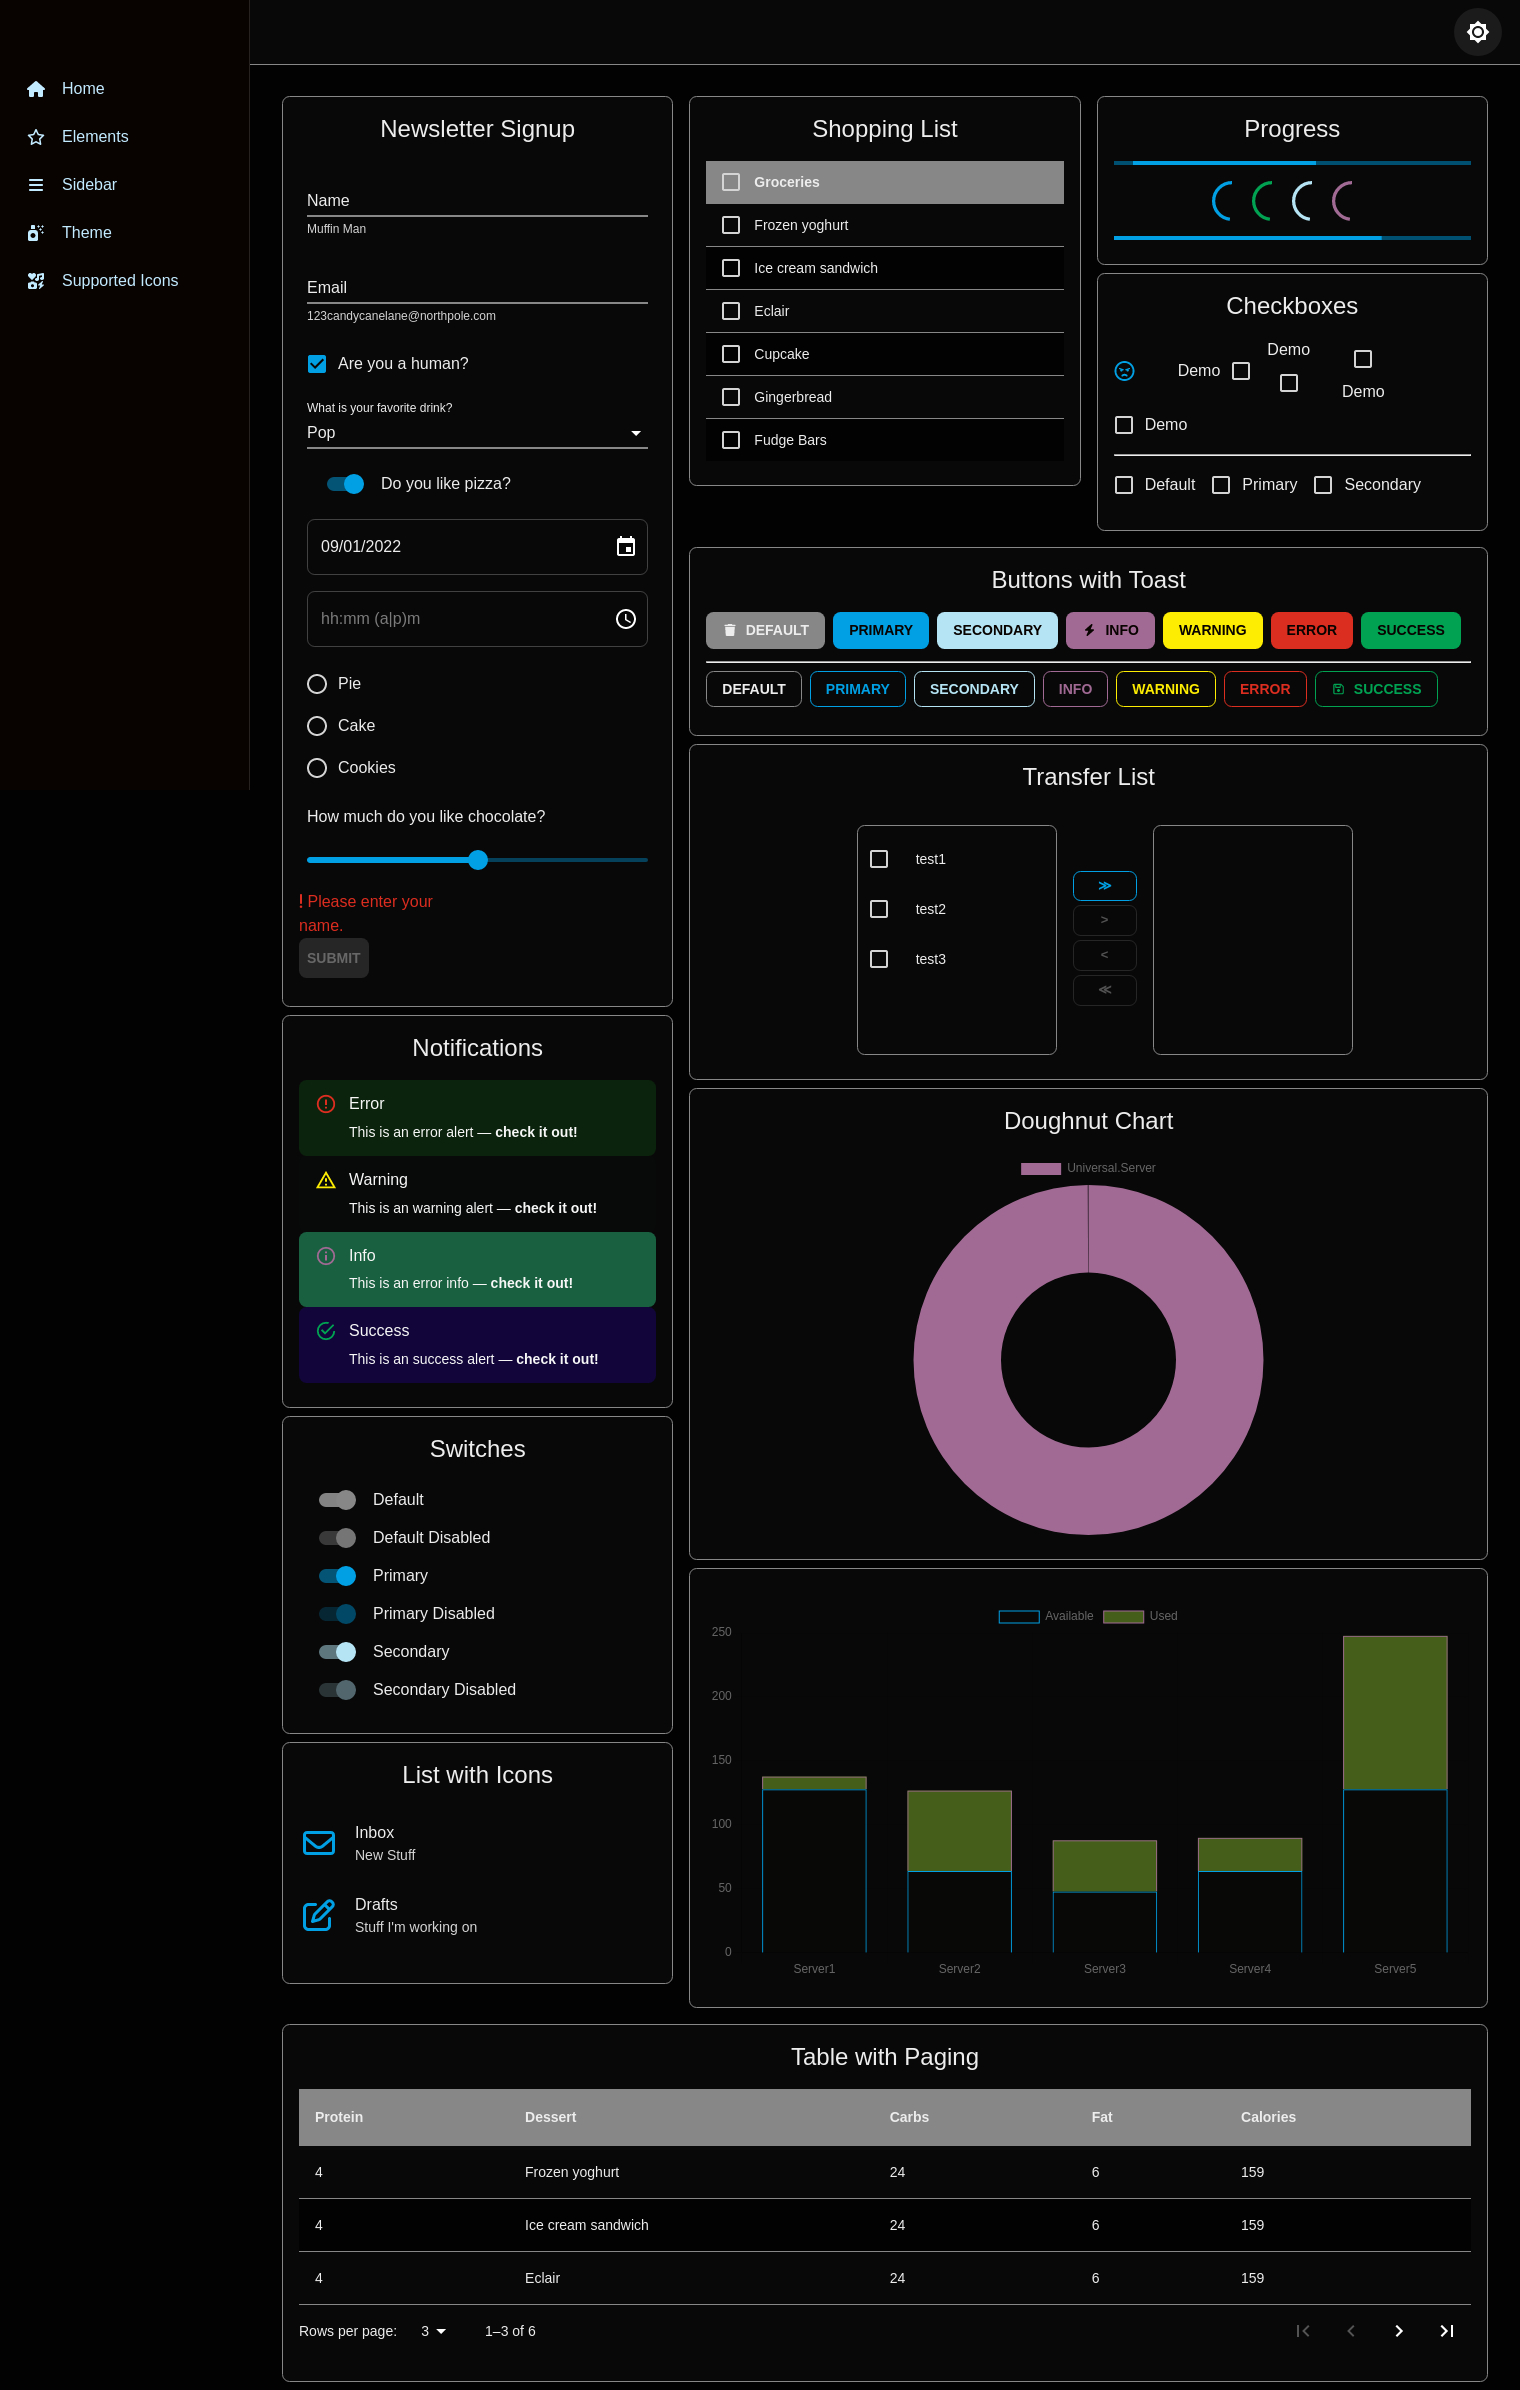 Home
Elements
Sidebar
Theme
Supported Icons
Newsletter Signup
Name
Muffin Man
Email
123candycanelane@northpole.com
Are you a human?
What is your favorite drink?
Pop
Do you like pizza?
09/01/2022
hh:mm (a|p)m
Pie
Cake
Cookies
How much do you like chocolate?
! Please enter your
name.
SUBMIT
Notifications
Error
This is an error alert — check it out!
Warning
This is an warning alert — check it out!
Info
This is an error info — check it out!
Success
This is an success alert — check it out!
Switches
Default
Default Disabled
Primary
Primary Disabled
Secondary
Secondary Disabled
List with Icons
Inbox
New Stuff
Drafts
Stuff I'm working on
Shopping List
Groceries
Frozen yoghurt
Ice cream sandwich
Eclair
Cupcake
Gingerbread
Fudge Bars
Progress
Checkboxes
Demo
Demo
Demo
Demo
Default Primary Secondary
Buttons with Toast
DEFAULT PRIMARY SECONDARY INFO WARNING ERROR SUCCESS
DEFAULT PRIMARY SECONDARY INFO WARNING ERROR SUCCESS
Transfer List
test1
test2
test3
≫
>
<
≪
Doughnut Chart
Universal.Server
Available Used
250
200
150
100
50
0
Server1 Server2 Server3 Server4 Server5
Table with Paging
Protein Dessert Carbs Fat Calories
4 Frozen yoghurt 24 6 159
4 Ice cream sandwich 24 6 159
4 Eclair 24 6 159
Rows per page: 3 1–3 of 6